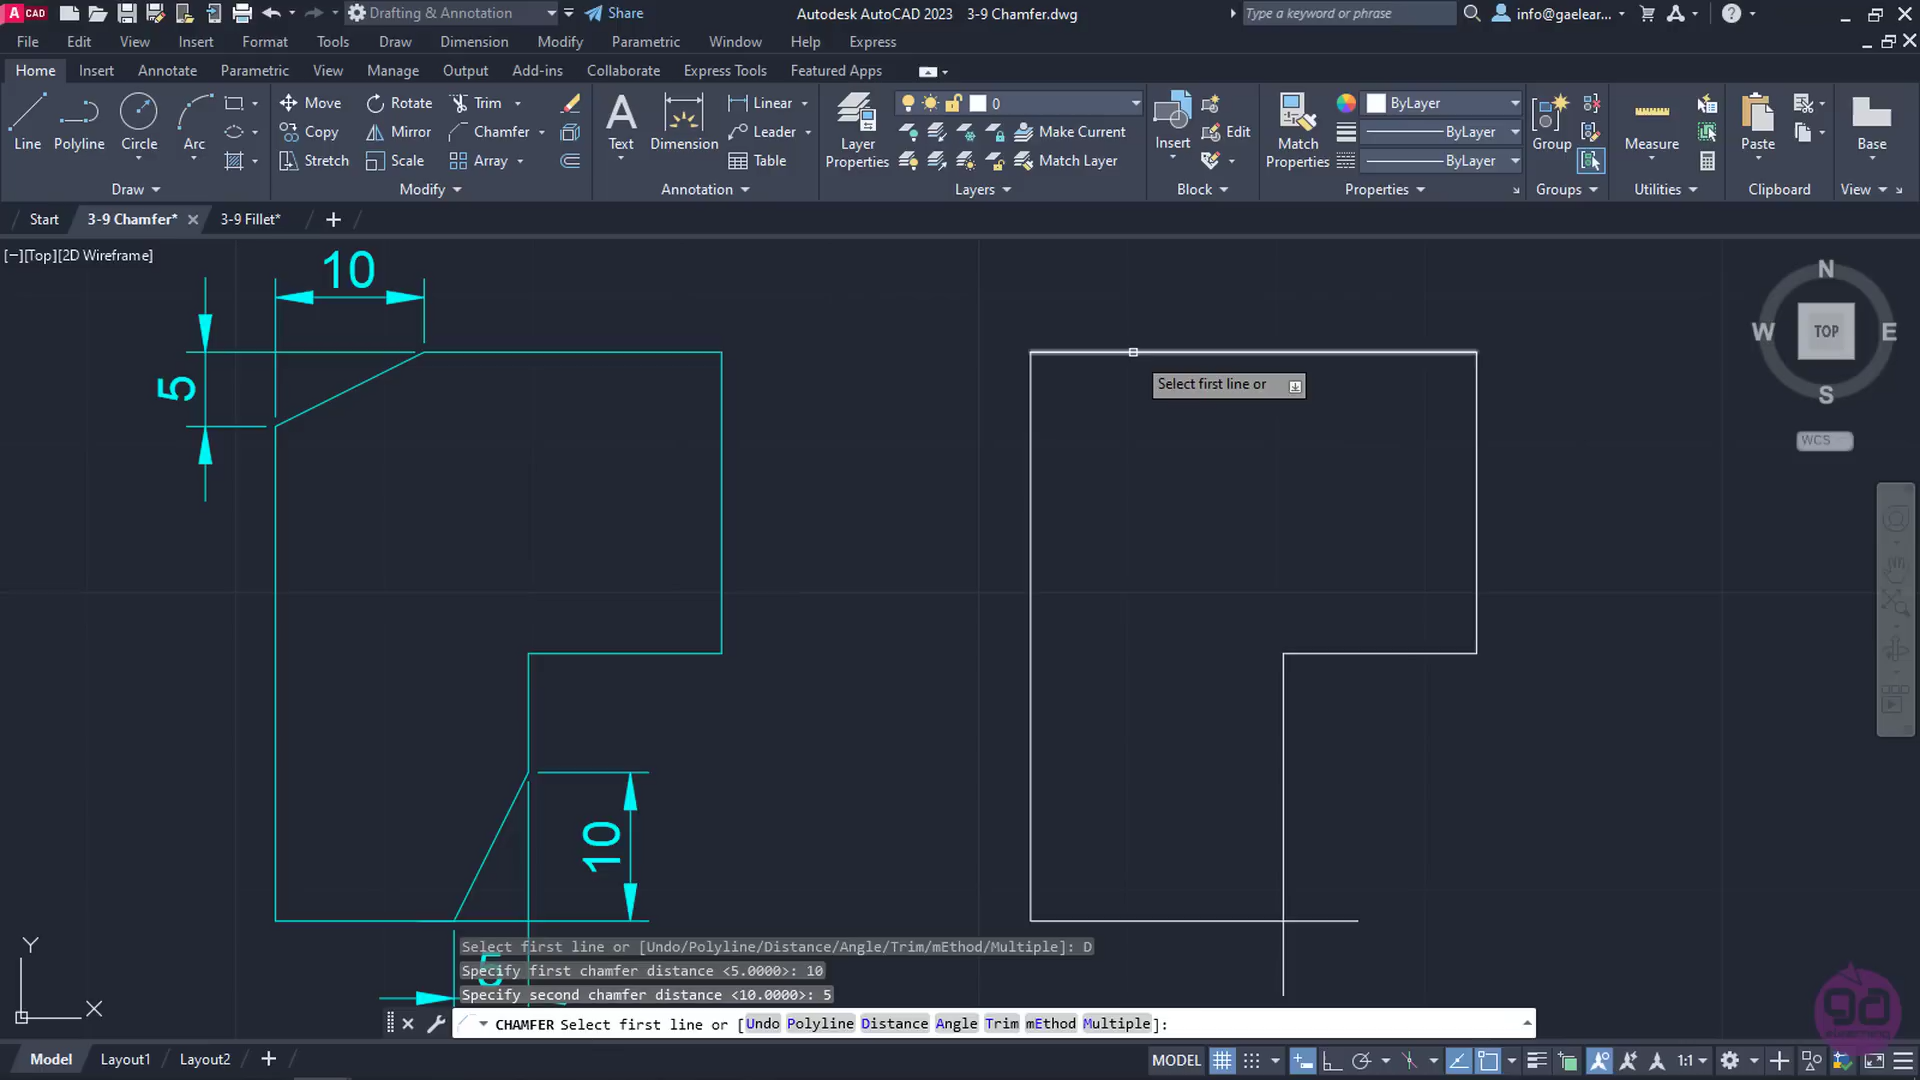 CAD Drafting & Annotation Share Autodesk AutoCAD 2023 3-9 Chamfer.dwg Type a keyword or phrase info@gaelear...
File Edit View Insert Format Tools Draw Dimension Modify Parametric Window Help Express
Home Insert Annotate Parametric View Manage Output Add-ins Collaborate Express Tools Featured Apps
Move Rotate Trim Linear 0 ByLayer
Copy Mirror Chamfer Leader Make Current Edit ByLayer
Line Polyline Circle Arc Text Dimension Layer Properties Insert Match Properties Group Measure Paste Base
Stretch Scale Array Table Match Layer ByLayer
Draw Modify Annotation Layers Block Properties Groups Utilities Clipboard View
Start 3-9 Chamfer* 3-9 Fillet*
[−][Top][2D Wireframe]
10
N
W TOP E
S
5
Select first line or
WCS
10
5
Y
X
Select first line or [Undo/Polyline/Distance/Angle/Trim/mEthod/Multiple]: D
Specify first chamfer distance <5.0000>: 10
Specify second chamfer distance <10.0000>: 5
CHAMFER Select first line or [Undo Polyline Distance Angle Trim mEthod Multiple]:
ga
Model Layout1 Layout2 MODEL 1:1